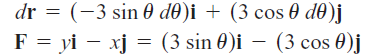 dr = (−3 sin θ dθ)i + (3 cos θ dθ)j
F = yi − xj = (3 sin θ)i − (3 cos θ)j